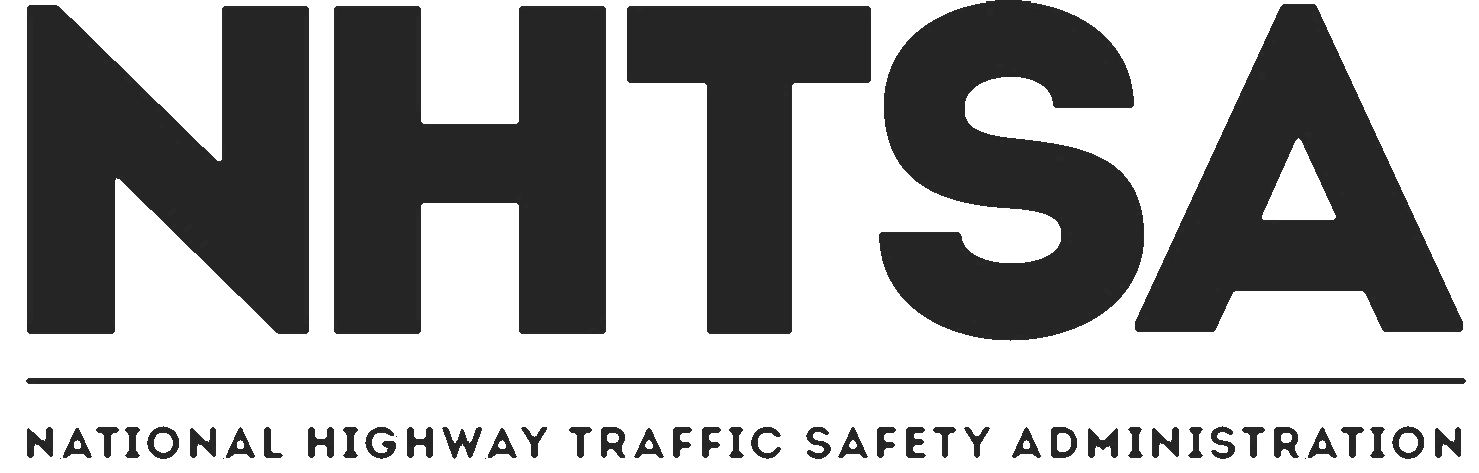 NHTSA
NATIONAL HIGHWAY TRAFFIC SAFETY ADMINISTRATION